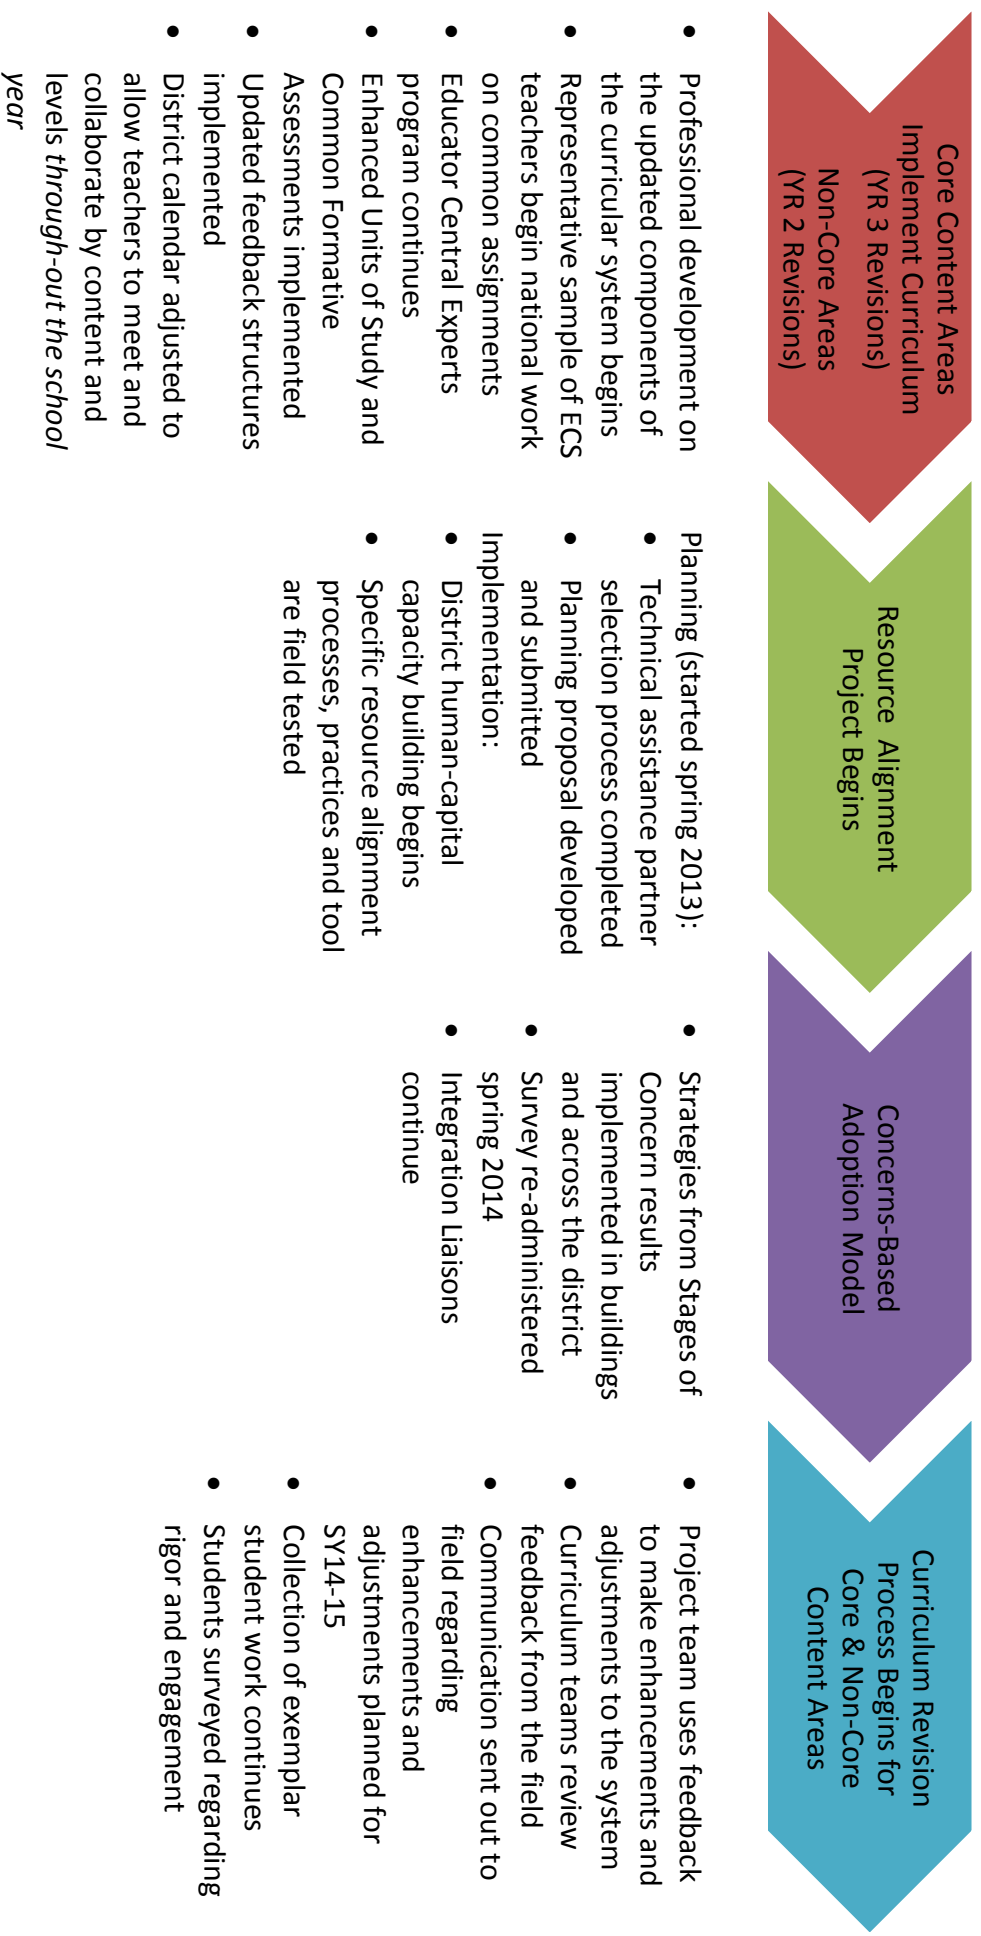 Core Content Areas
Implement Curriculum
(YR 3 Revisions)
Non-Core Areas
(YR 2 Revisions)
• Professional development on
the updated components of
the curricular system begins
• Representative sample of ECS
teachers begin national work
on common assignments
• Educator Central Experts
program continues
• Enhanced Units of Study and
Common Formative
Assessments implemented
• Updated feedback structures
implemented
• District calendar adjusted to
allow teachers to meet and
collaborate by content and
levels through-out the school
year
Resource Alignment
Project Begins
Planning (started spring 2013):
• Technical assistance partner
selection process completed
• Planning proposal developed
and submitted
Implementation:
• District human-capital
capacity building begins
• Specific resource alignment
processes, practices and tool
are field tested
Concerns-Based
Adoption Model
• Strategies from Stages of
Concern results
implemented in buildings
and across the district
• Survey re-administered
spring 2014
• Integration Liaisons
continue
Curriculum Revision
Process Begins for
Core & Non-Core
Content Areas
• Project team uses feedback
to make enhancements and
adjustments to the system
• Curriculum teams review
feedback from the field
• Communication sent out to
field regarding
enhancements and
adjustments planned for
SY14-15
• Collection of exemplar
student work continues
• Students surveyed regarding
rigor and engagement